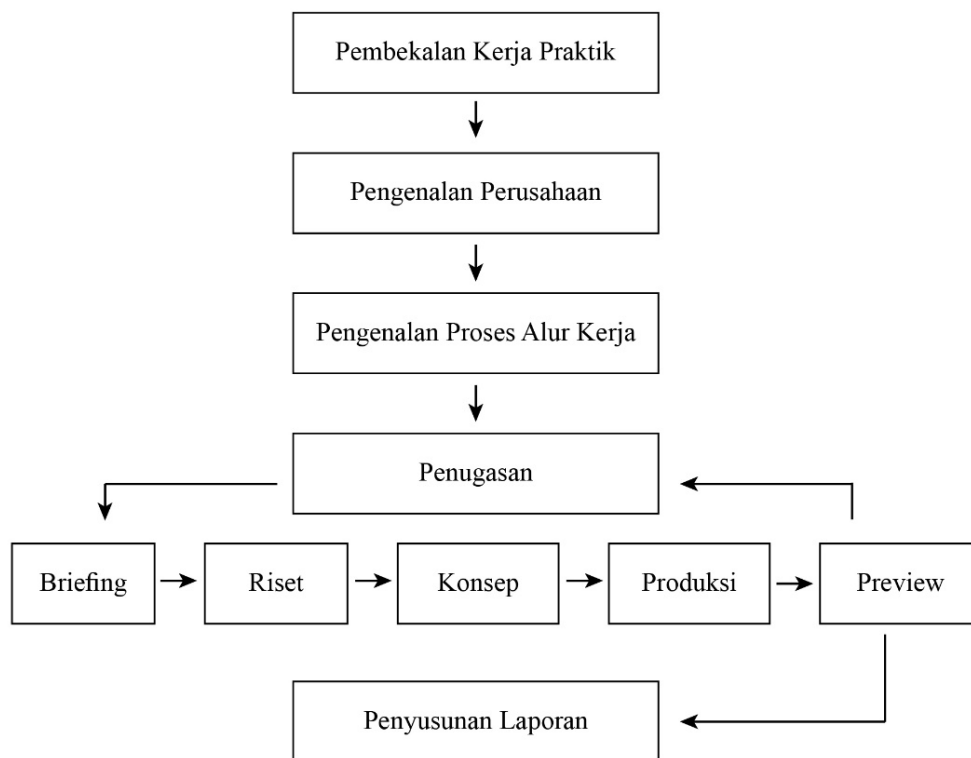 Pembekalan Kerja Praktik
Pengenalan Perusahaan
Pengenalan Proses Alur Kerja
Penugasan
Briefing
Riset
Konsep
Produksi
Preview
Penyusunan Laporan